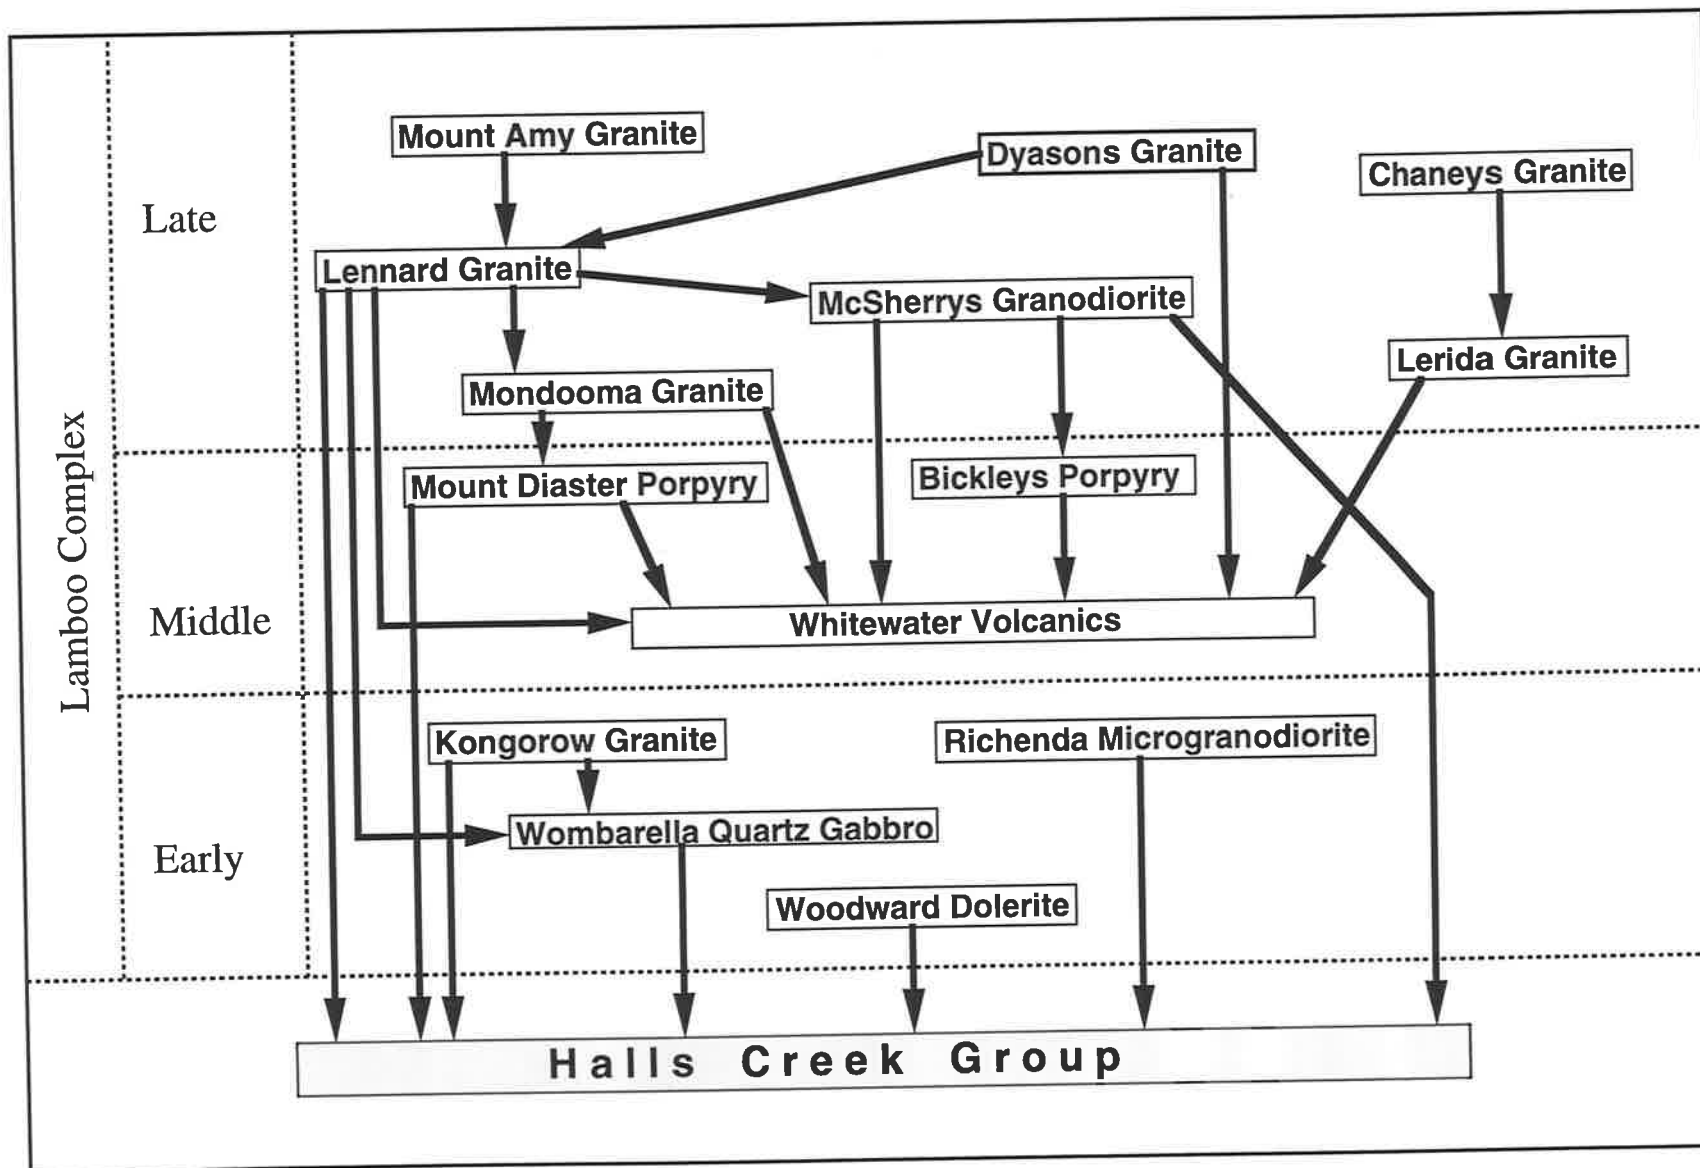 Mount Amy Granite
Dyasons Granite
Chaneys Granite
Late
Lennard Granite
McSherrys Granodiorite
Lerida Granite
Mondooma Granite
Lamboo Complex
Mount Diaster Porpyry
Bickleys Porpyry
Middle
Whitewater Volcanics
Kongorow Granite
Richenda Microgranodiorite
Wombarella Quartz Gabbro
Early
Woodward Dolerite
Halls Creek Group